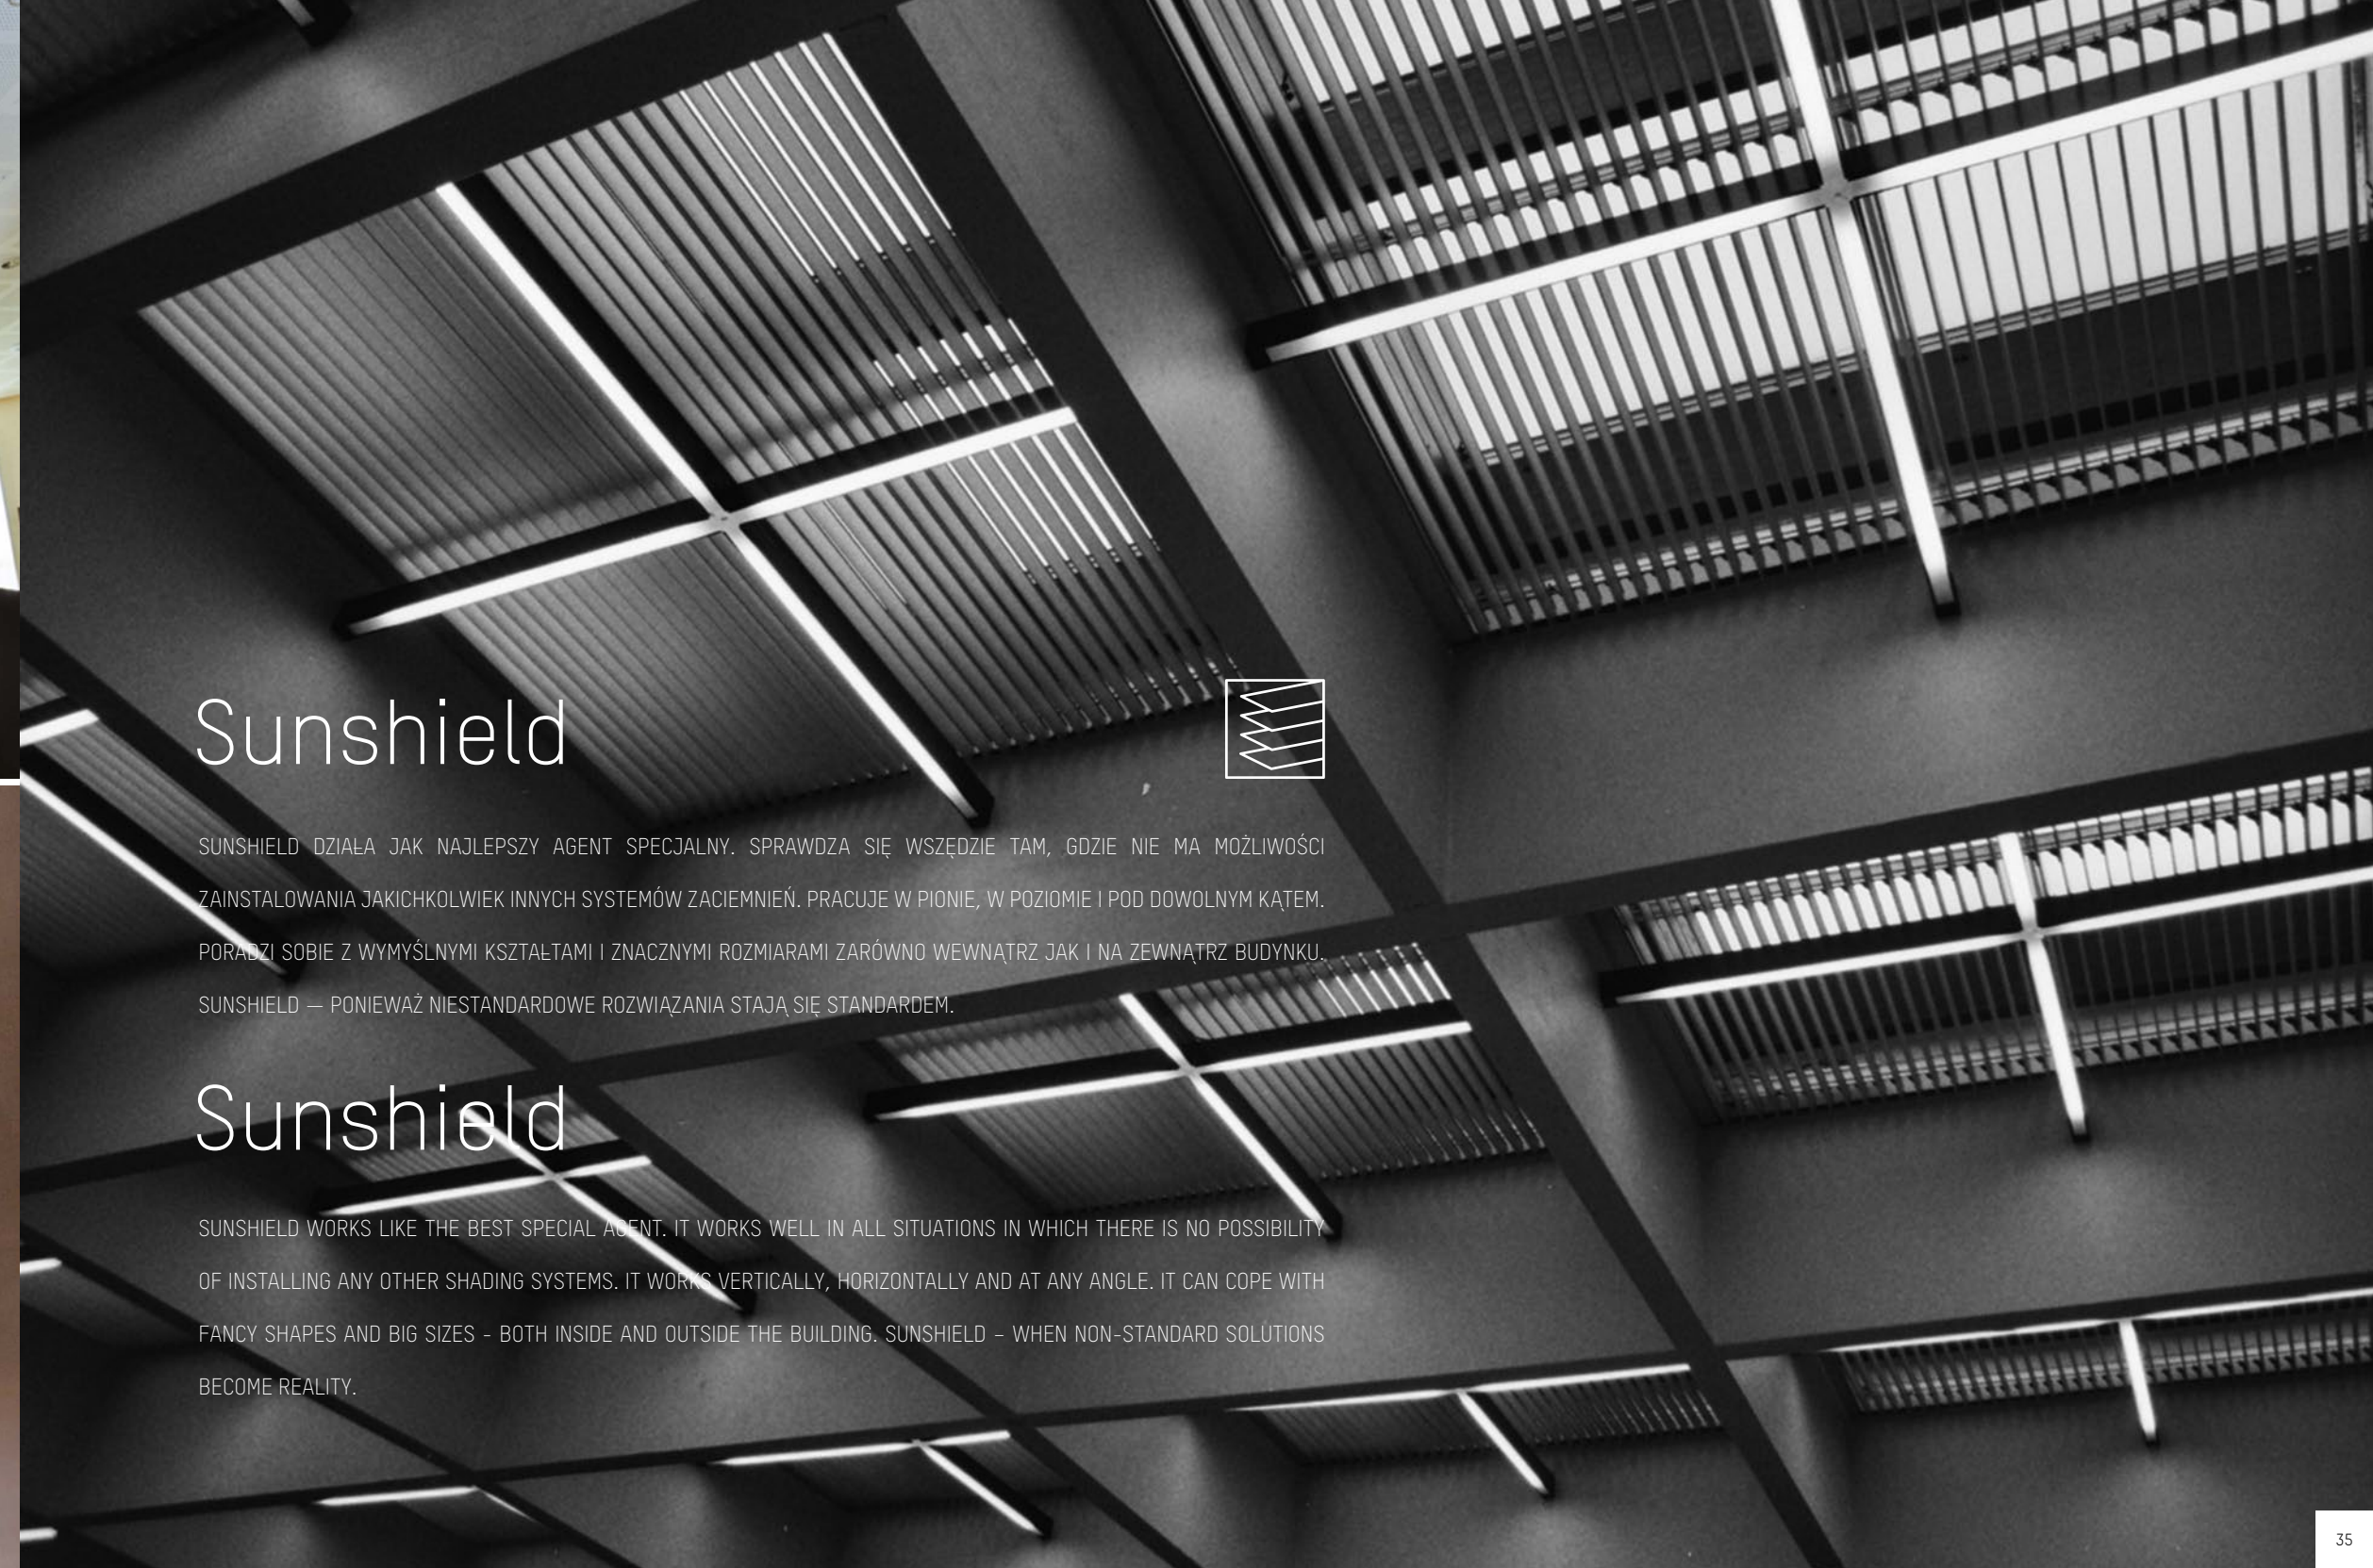 Sunshield
SUNSHIELD DZIAŁA JAK NAJLEPSZY AGENT SPECJALNY. SPRAWDZA SIĘ WSZĘDZIE TAM, GDZIE NIE MA MOŻLIWOŚCI
ZAINSTALOWANIA JAKICHKOLWIEK INNYCH SYSTEMÓW ZACIEMNIEŃ. PRACUJE W PIONIE, W POZIOMIE I POD DOWOLNYM KĄTEM.
PORADZI SOBIE Z WYMYŚLNYMI KSZTAŁTAMI I ZNACZNYMI ROZMIARAMI ZARÓWNO WEWNĄTRZ JAK I NA ZEWNĄTRZ BUDYNKU.
SUNSHIELD — PONIEWAŻ NIESTANDARDOWE ROZWIĄZANIA STAJĄ SIĘ STANDARDEM.
Sunshield
SUNSHIELD WORKS LIKE THE BEST SPECIAL AGENT. IT WORKS WELL IN ALL SITUATIONS IN WHICH THERE IS NO POSSIBILITY
OF INSTALLING ANY OTHER SHADING SYSTEMS. IT WORKS VERTICALLY, HORIZONTALLY AND AT ANY ANGLE. IT CAN COPE WITH
FANCY SHAPES AND BIG SIZES - BOTH INSIDE AND OUTSIDE THE BUILDING. SUNSHIELD – WHEN NON-STANDARD SOLUTIONS
BECOME REALITY.
35